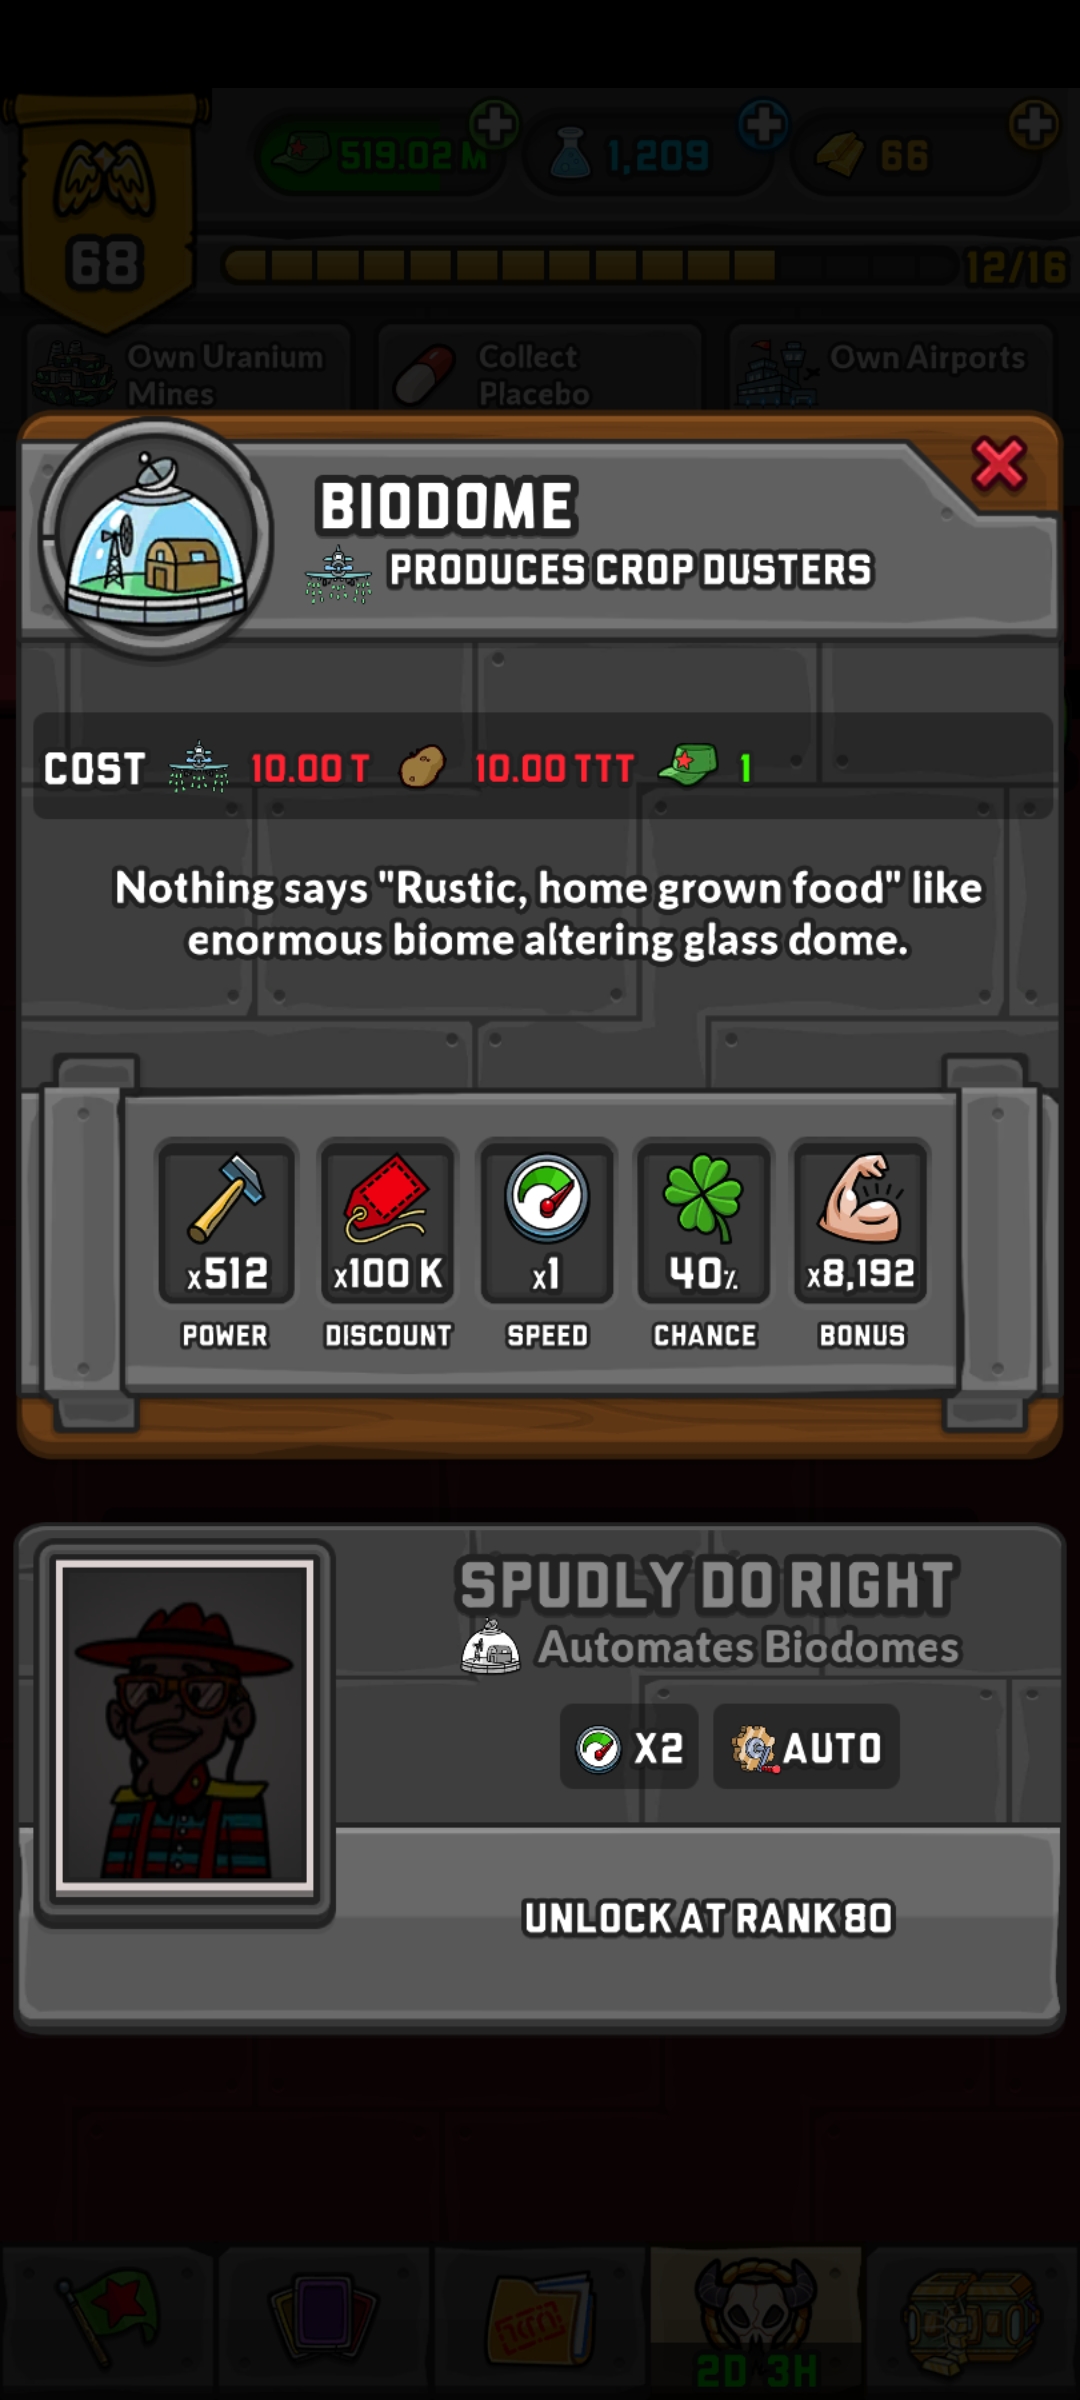 519.02 M
1,209
66
68
12/16
Own Uranium
Mines
Collect
Placebo
Own Airports
BIODOME
PRODUCES CROP DUSTERS
COST 10.00 T 10.00 TTT 1
Nothing says "Rustic, home grown food" like
enormous biome altering glass dome.
x512
x100 K
x1
40%
x8,192
POWER
DISCOUNT
SPEED
CHANCE
BONUS
SPUDLY DO RIGHT
Automates Biodomes
X2
AUTO
UNLOCK AT RANK 80
2D 3H